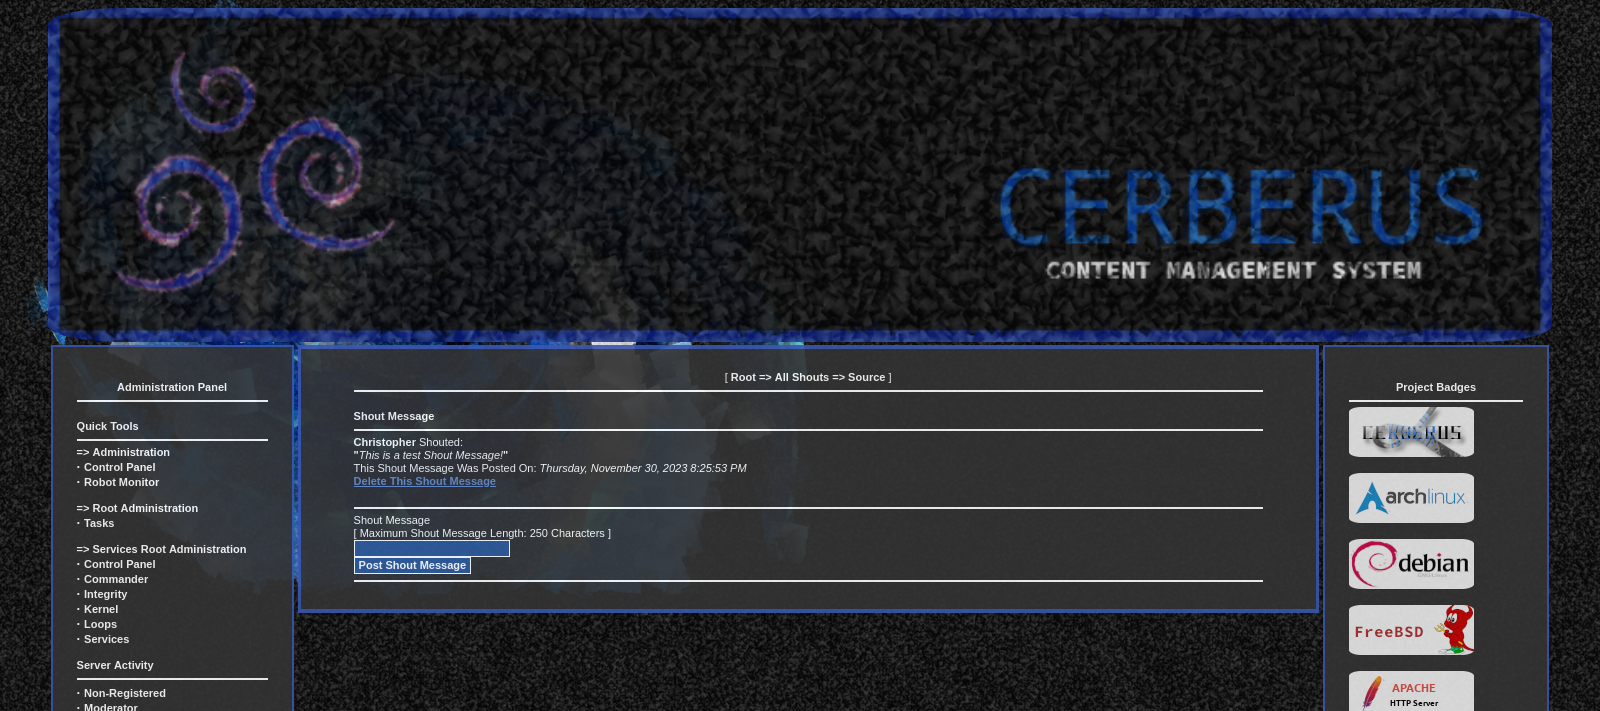 CERBERUS
CONTENT MANAGEMENT SYSTEM
Administration Panel
Quick Tools
=> Administration
· Control Panel
· Robot Monitor
=> Root Administration
· Tasks
=> Services Root Administration
· Control Panel
· Commander
· Integrity
· Kernel
· Loops
· Services
Server Activity
· Non-Registered
· Moderator
[ Root => All Shouts => Source ]
Shout Message
Christopher Shouted:
"This is a test Shout Message!"
This Shout Message Was Posted On: Thursday, November 30, 2023 8:25:53 PM
Delete This Shout Message
Shout Message
[ Maximum Shout Message Length: 250 Characters ]
Post Shout Message
Project Badges
CERBERUS
archlinux
debian
FreeBSD
APACHE
HTTP Server